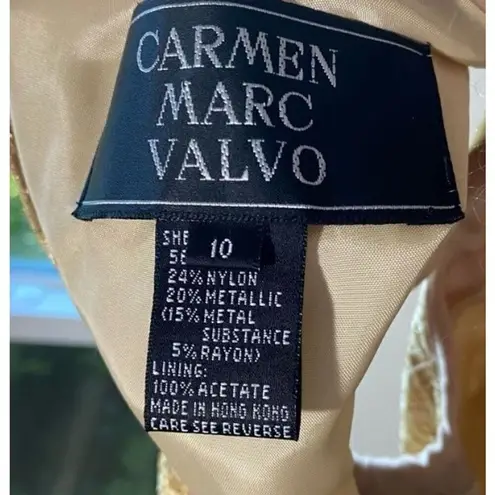 CARMEN
MARC
VALVO
10
24% NYLON
20% METALLIC
(15% METAL
SUBSTANCE
5% RAYON)
LINING:
100% ACETATE
MADE IN HONG KONG
CARE SEE REVERSE